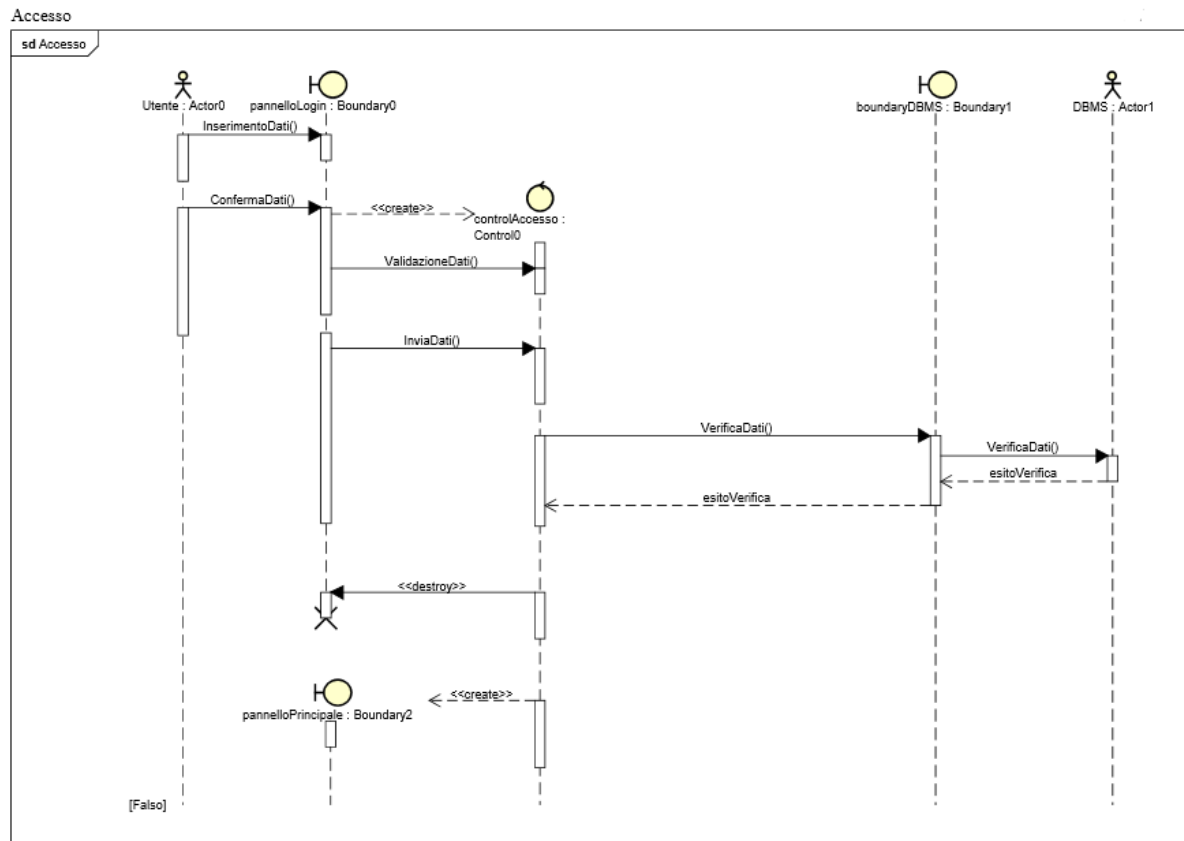 Accesso
sd Accesso
Utente : Actor0
pannelloLogin : Boundary0
boundaryDBMS : Boundary1
DBMS : Actor1
InserimentoDati()
ConfermaDati()
<<create>>
controlAccesso :
Control0
ValidazioneDati()
InviaDati()
VerificaDati()
VerificaDati()
esitoVerifica
esitoVerifica
<<destroy>>
<<create>>
pannelloPrincipale : Boundary2
[Falso]